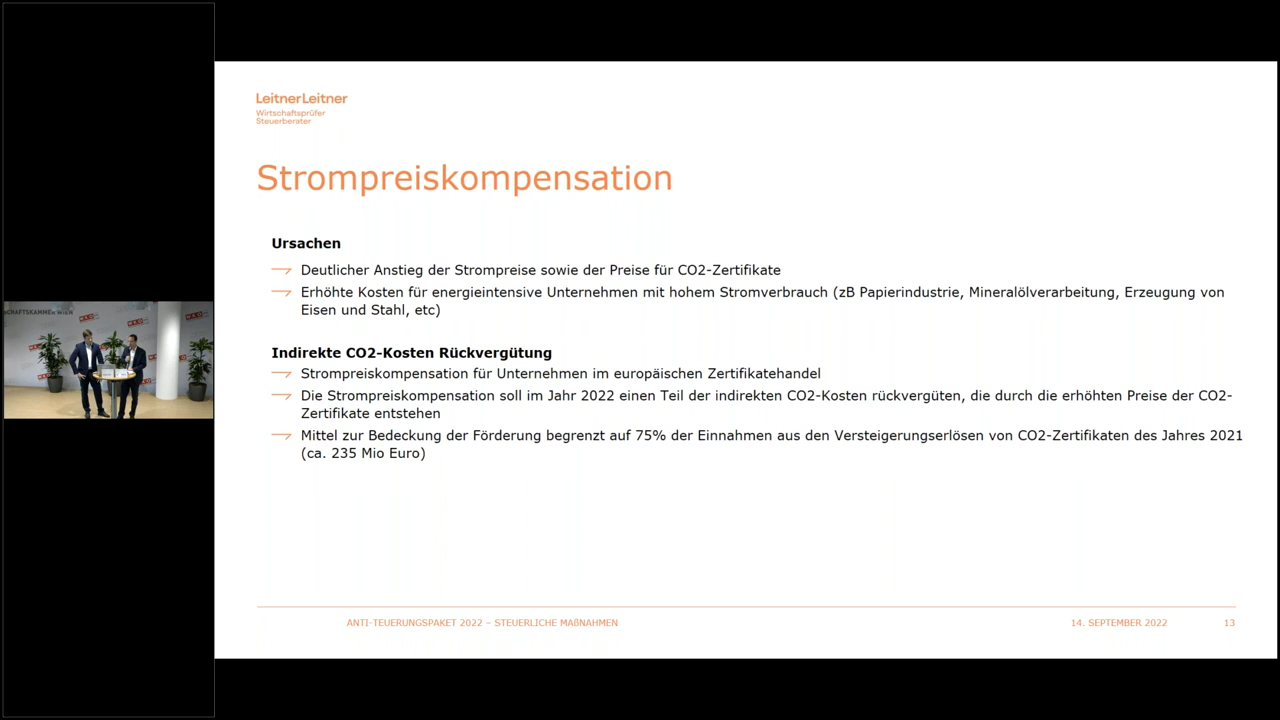 LeitnerLeitner
Wirtschaftsprüfer
Steuerberater
Strompreiskompensation
Ursachen
Deutlicher Anstieg der Strompreise sowie der Preise für CO2-Zertifikate
Erhöhte Kosten für energieintensive Unternehmen mit hohem Stromverbrauch (zB Papierindustrie, Mineralölverarbeitung, Erzeugung von
Eisen und Stahl, etc)
Indirekte CO2-Kosten Rückvergütung
Strompreiskompensation für Unternehmen im europäischen Zertifikatehandel
Die Strompreiskompensation soll im Jahr 2022 einen Teil der indirekten CO2-Kosten rückvergüten, die durch die erhöhten Preise der CO2-
Zertifikate entstehen
Mittel zur Bedeckung der Förderung begrenzt auf 75% der Einnahmen aus den Versteigerungserlösen von CO2-Zertifikaten des Jahres 2021
(ca. 235 Mio Euro)
ANTI-TEUERUNGSPAKET 2022 – STEUERLICHE MAßNAHMEN
14. SEPTEMBER 2022
13